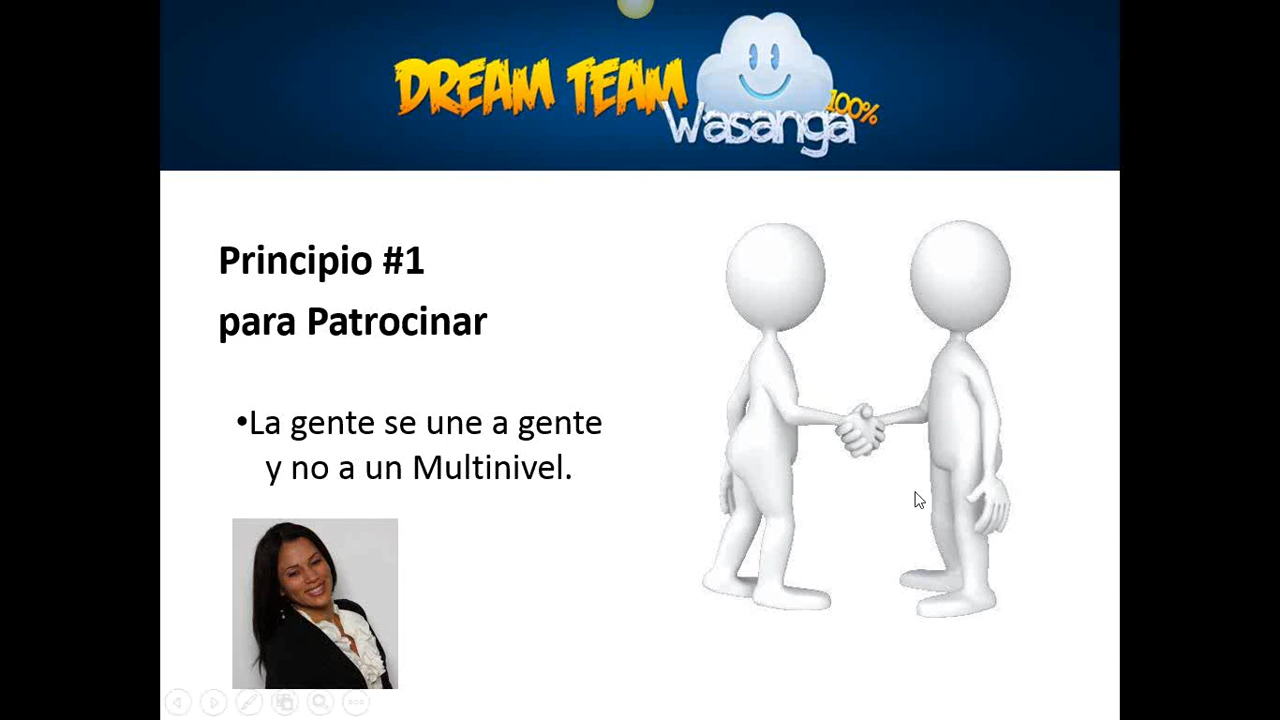 DREAM TEAM
100%
Wasanga
Principio #1
para Patrocinar
•La gente se une a gente
y no a un Multinivel.